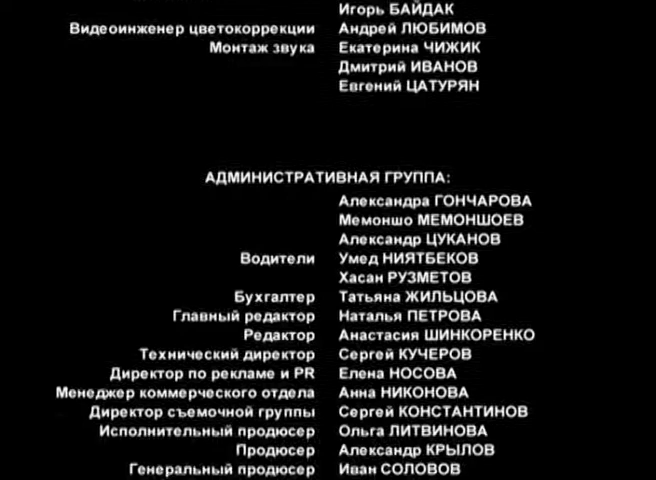 Игорь БАЙДАК
Видеоинженер цветокоррекции Андрей ЛЮБИМОВ
Монтаж звука Екатерина ЧИЖИК
Дмитрий ИВАНОВ
Евгений ЦАТУРЯН
АДМИНИСТРАТИВНАЯ ГРУППА:
Александра ГОНЧАРОВА
Мемоншо МЕМОНШОЕВ
Александр ЦУКАНОВ
Водители Умед НИЯТБЕКОВ
Хасан РУЗМЕТОВ
Бухгалтер Татьяна ЖИЛЬЦОВА
Главный редактор Наталья ПЕТРОВА
Редактор Анастасия ШИНКОРЕНКО
Технический директор Сергей КУЧЕРОВ
Директор по рекламе и PR Елена НОСОВА
Менеджер коммерческого отдела Анна НИКОНОВА
Директор съемочной группы Сергей КОНСТАНТИНОВ
Исполнительный продюсер Ольга ЛИТВИНОВА
Продюсер Александр КРЫЛОВ
Генеральный продюсер Иван СОЛОВОВ